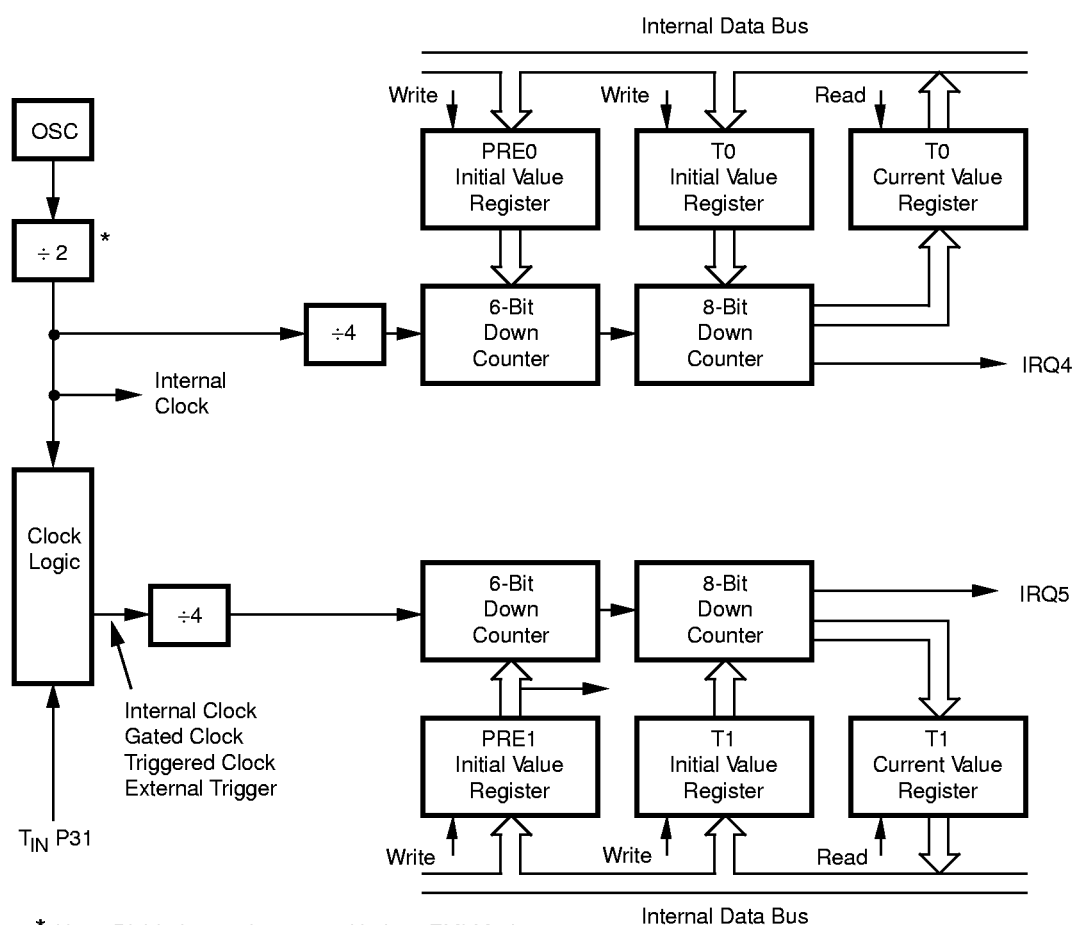 Internal Data Bus
Write
Write
Read
OSC
PRE0
Initial Value
Register
T0
Initial Value
Register
T0
Current Value
Register
÷ 2
*
÷4
6-Bit
Down
Counter
8-Bit
Down
Counter
IRQ4
Internal
Clock
Clock
Logic
÷4
6-Bit
Down
Counter
8-Bit
Down
Counter
IRQ5
Internal Clock
Gated Clock
Triggered Clock
External Trigger
PRE1
Initial Value
Register
T1
Initial Value
Register
T1
Current Value
Register
TIN P31
Write
Write
Read
Internal Data Bus
*